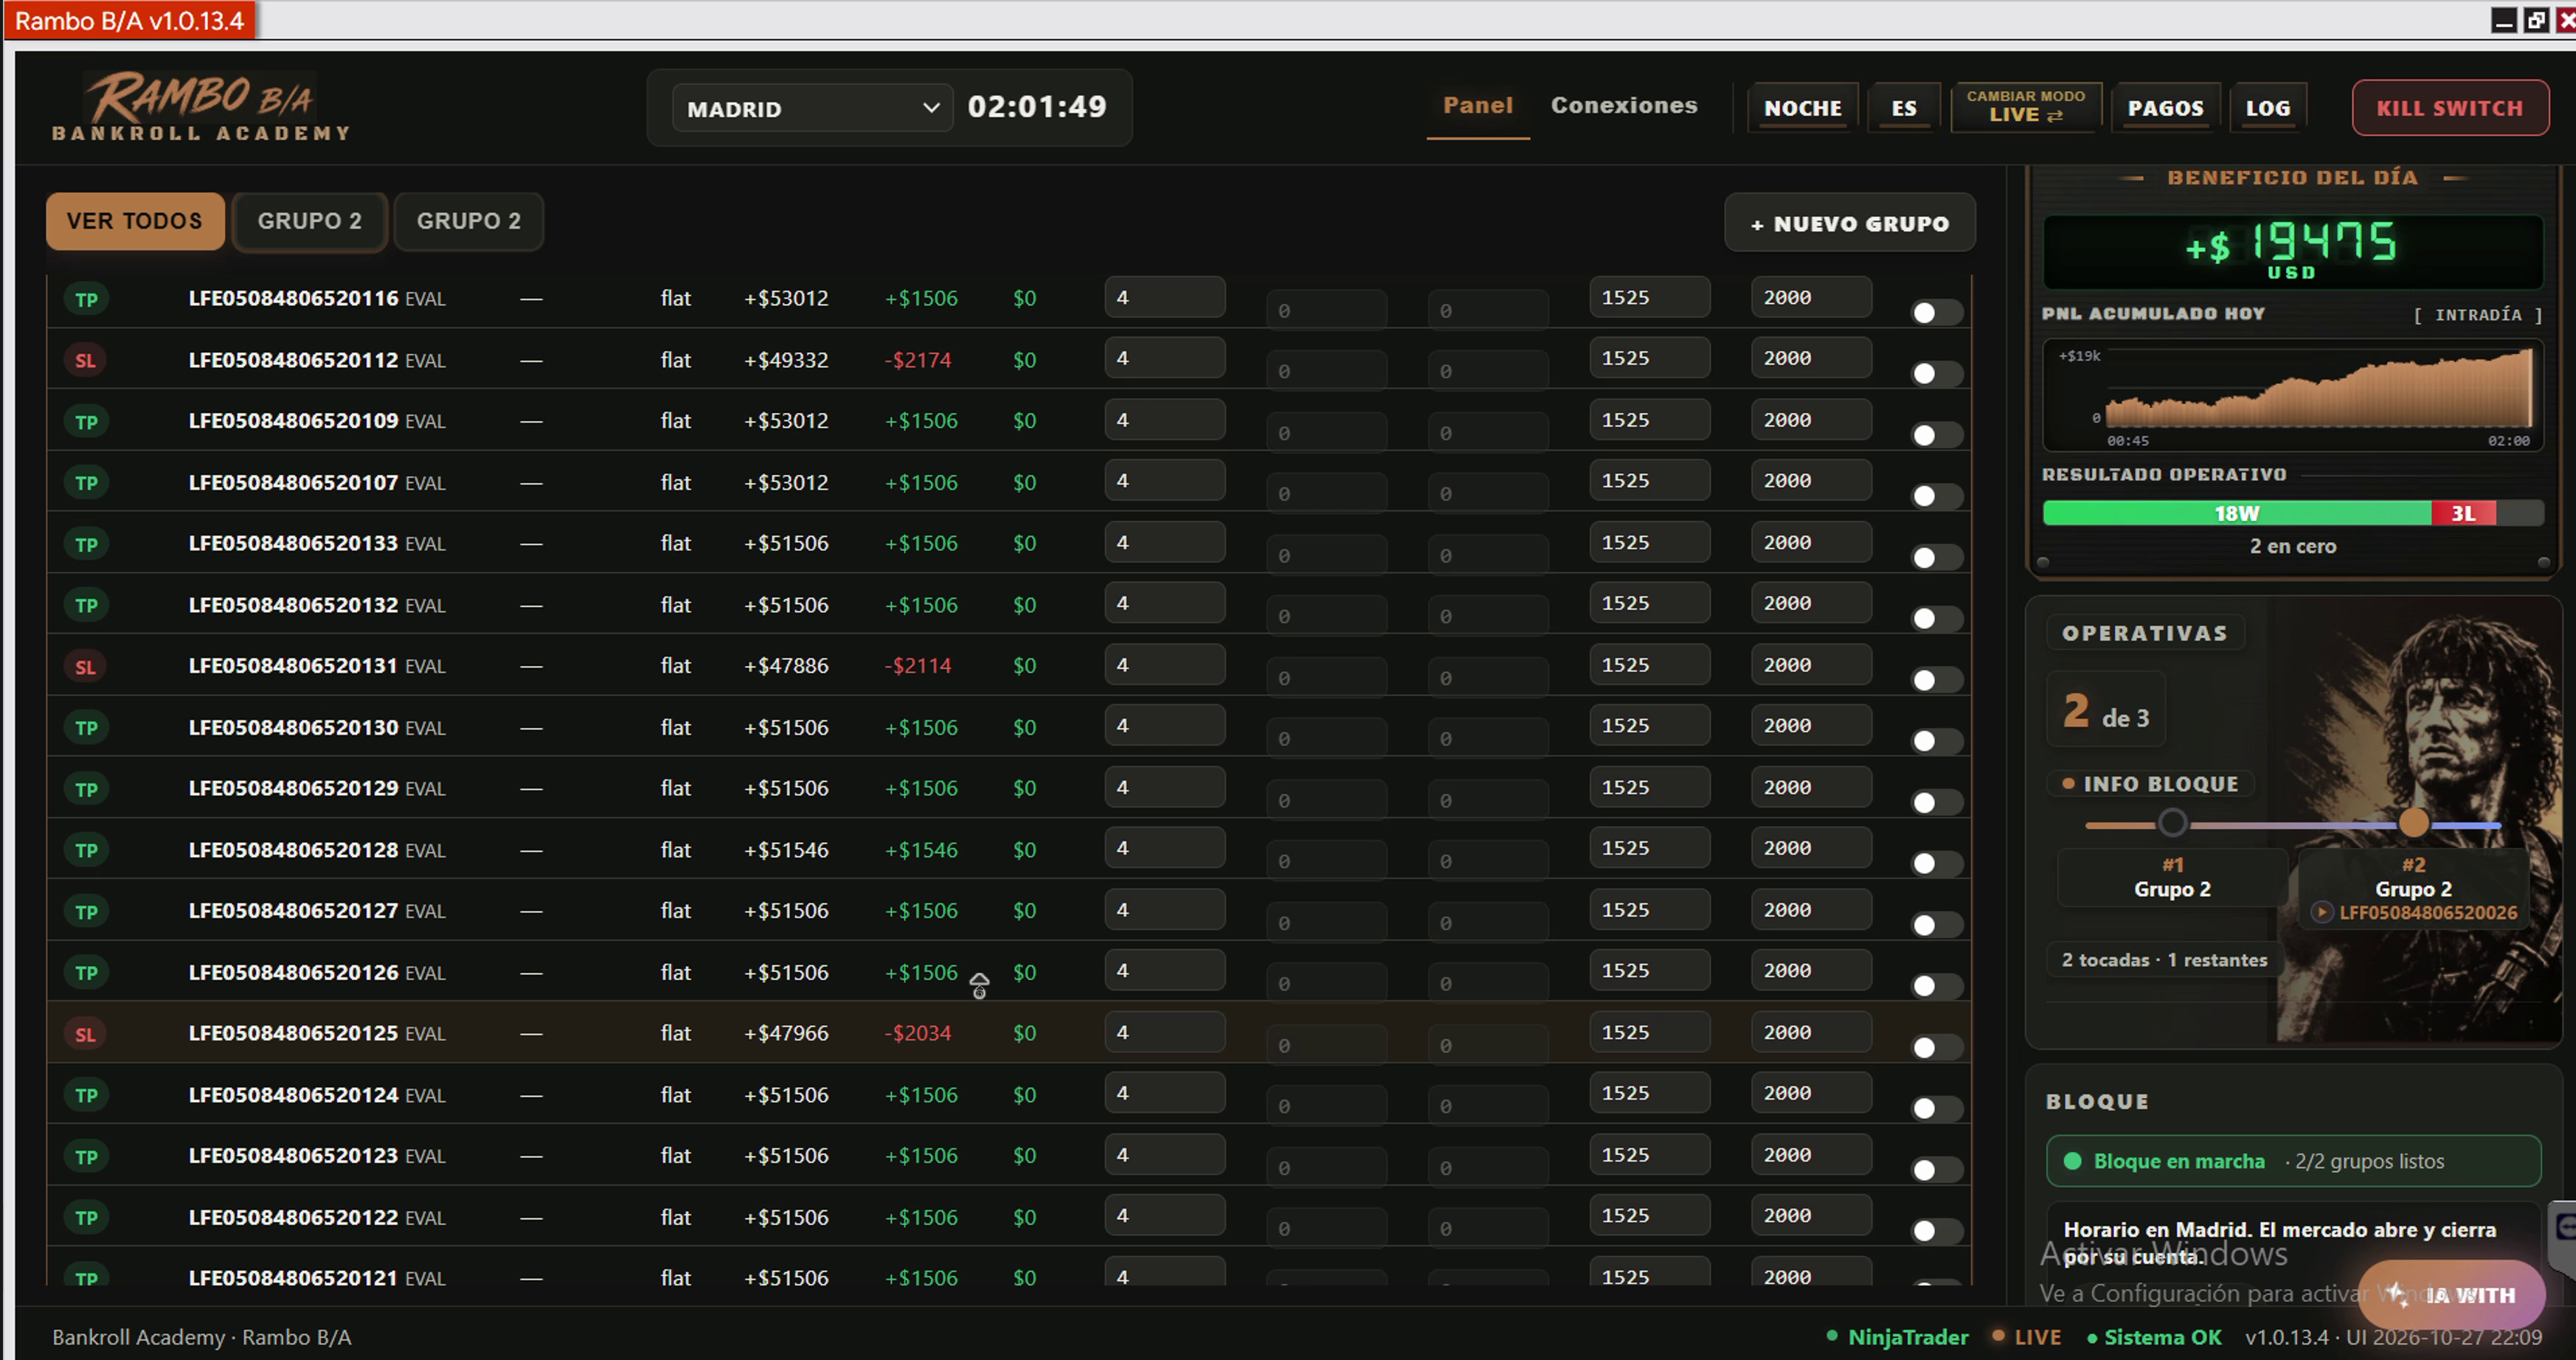 Rambo B/A v1.0.13.4
RAMBO B/A
BANKROLL ACADEMY
MADRID 02:01:49
Panel Conexiones NOCHE ES CAMBIAR MODO LIVE ⇄ PAGOS LOG KILL SWITCH
VER TODOS GRUPO 2 GRUPO 2 + NUEVO GRUPO
TP LFE05084806520116 EVAL — flat +$53012 +$1506 $0 4 0 0 1525 2000
SL LFE05084806520112 EVAL — flat +$49332 -$2174 $0 4 0 0 1525 2000
TP LFE05084806520109 EVAL — flat +$53012 +$1506 $0 4 0 0 1525 2000
TP LFE05084806520107 EVAL — flat +$53012 +$1506 $0 4 0 0 1525 2000
TP LFE05084806520133 EVAL — flat +$51506 +$1506 $0 4 0 0 1525 2000
TP LFE05084806520132 EVAL — flat +$51506 +$1506 $0 4 0 0 1525 2000
SL LFE05084806520131 EVAL — flat +$47886 -$2114 $0 4 0 0 1525 2000
TP LFE05084806520130 EVAL — flat +$51506 +$1506 $0 4 0 0 1525 2000
TP LFE05084806520129 EVAL — flat +$51506 +$1506 $0 4 0 0 1525 2000
TP LFE05084806520128 EVAL — flat +$51546 +$1546 $0 4 0 0 1525 2000
TP LFE05084806520127 EVAL — flat +$51506 +$1506 $0 4 0 0 1525 2000
TP LFE05084806520126 EVAL — flat +$51506 +$1506 $0 4 0 0 1525 2000
SL LFE05084806520125 EVAL — flat +$47966 -$2034 $0 4 0 0 1525 2000
TP LFE05084806520124 EVAL — flat +$51506 +$1506 $0 4 0 0 1525 2000
TP LFE05084806520123 EVAL — flat +$51506 +$1506 $0 4 0 0 1525 2000
TP LFE05084806520122 EVAL — flat +$51506 +$1506 $0 4 0 0 1525 2000
TP LFE05084806520121 EVAL — flat +$51506 +$1506 $0 4 1525 2000
BENEFICIO DEL DÍA
+$ 19475
USD
PNL ACUMULADO HOY [ INTRADÍA ]
+$19k
0
00:45 02:00
RESULTADO OPERATIVO
18W 3L
2 en cero
OPERATIVAS
2 de 3
INFO BLOQUE
#1 #2
Grupo 2 Grupo 2
LFF05084806520026
2 tocadas · 1 restantes
BLOQUE
Bloque en marcha · 2/2 grupos listos
Horario en Madrid. El mercado abre y cierra
por su cuenta.
Activar Windows
Ve a Configuración para activar Windows.
IA WITH
Bankroll Academy · Rambo B/A NinjaTrader LIVE Sistema OK v1.0.13.4 · UI 2026-10-27 22:09